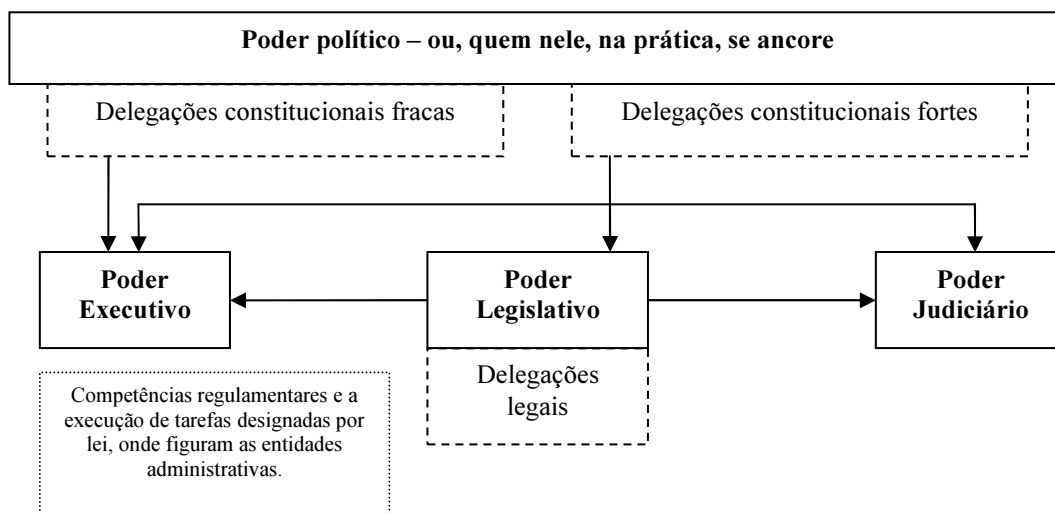 Poder político – ou, quem nele, na prática, se ancore
Delegações constitucionais fracas
Delegações constitucionais fortes
Poder
Executivo
Poder
Legislativo
Poder
Judiciário
Delegações
legais
Competências regulamentares e a
execução de tarefas designadas por
lei, onde figuram as entidades
administrativas.